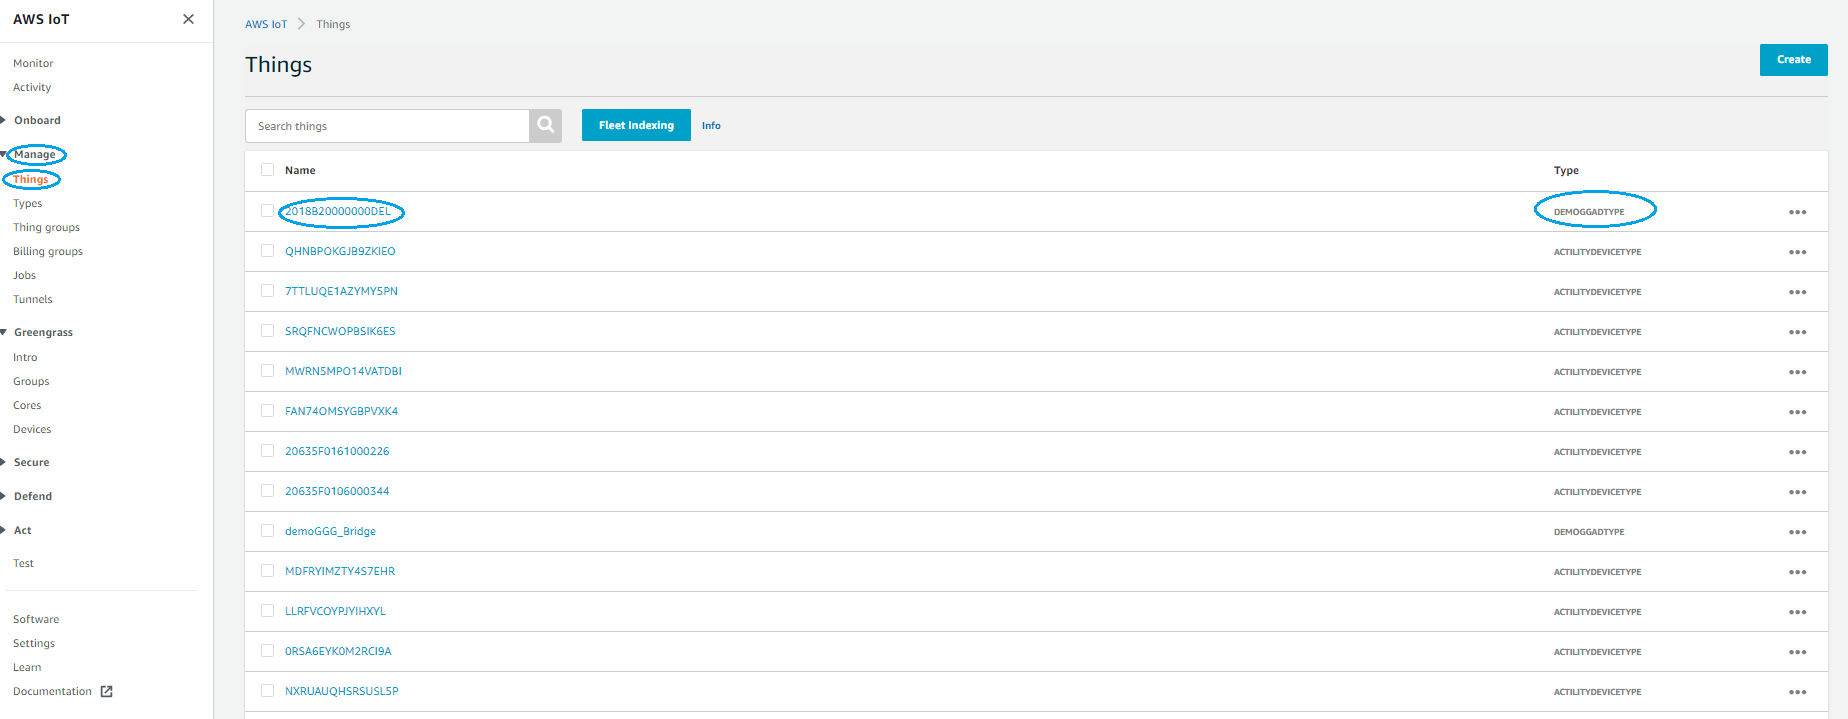 AWS IoT
Monitor
Activity
Onboard
Manage
Things
Types
Thing groups
Billing groups
Jobs
Tunnels
Greengrass
Intro
Groups
Cores
Devices
Secure
Defend
Act
Test
Software
Settings
Learn
Documentation
AWS IoT > Things
Things
Create
Search things
Fleet Indexing Info
Name Type
2018B20000000DEL DEMOGGADTYPE
QHNBPOKGJB9ZKIEO ACTILITYDEVICETYPE
7TTLUQE1AZYMY5PN ACTILITYDEVICETYPE
SRQFNCWOPBSIK6ES ACTILITYDEVICETYPE
MWRN5MPO14VATDBI ACTILITYDEVICETYPE
FAN74OMSYGBPVXK4 ACTILITYDEVICETYPE
20635F0161000226 ACTILITYDEVICETYPE
20635F0106000344 ACTILITYDEVICETYPE
demoGGG_Bridge DEMOGGADTYPE
MDFRYIMZTY4S7EHR ACTILITYDEVICETYPE
LLRFVCOYPJYIHXYL ACTILITYDEVICETYPE
0RSA6EYK0M2RCI9A ACTILITYDEVICETYPE
NXRUAUQHSRSUSL5P ACTILITYDEVICETYPE